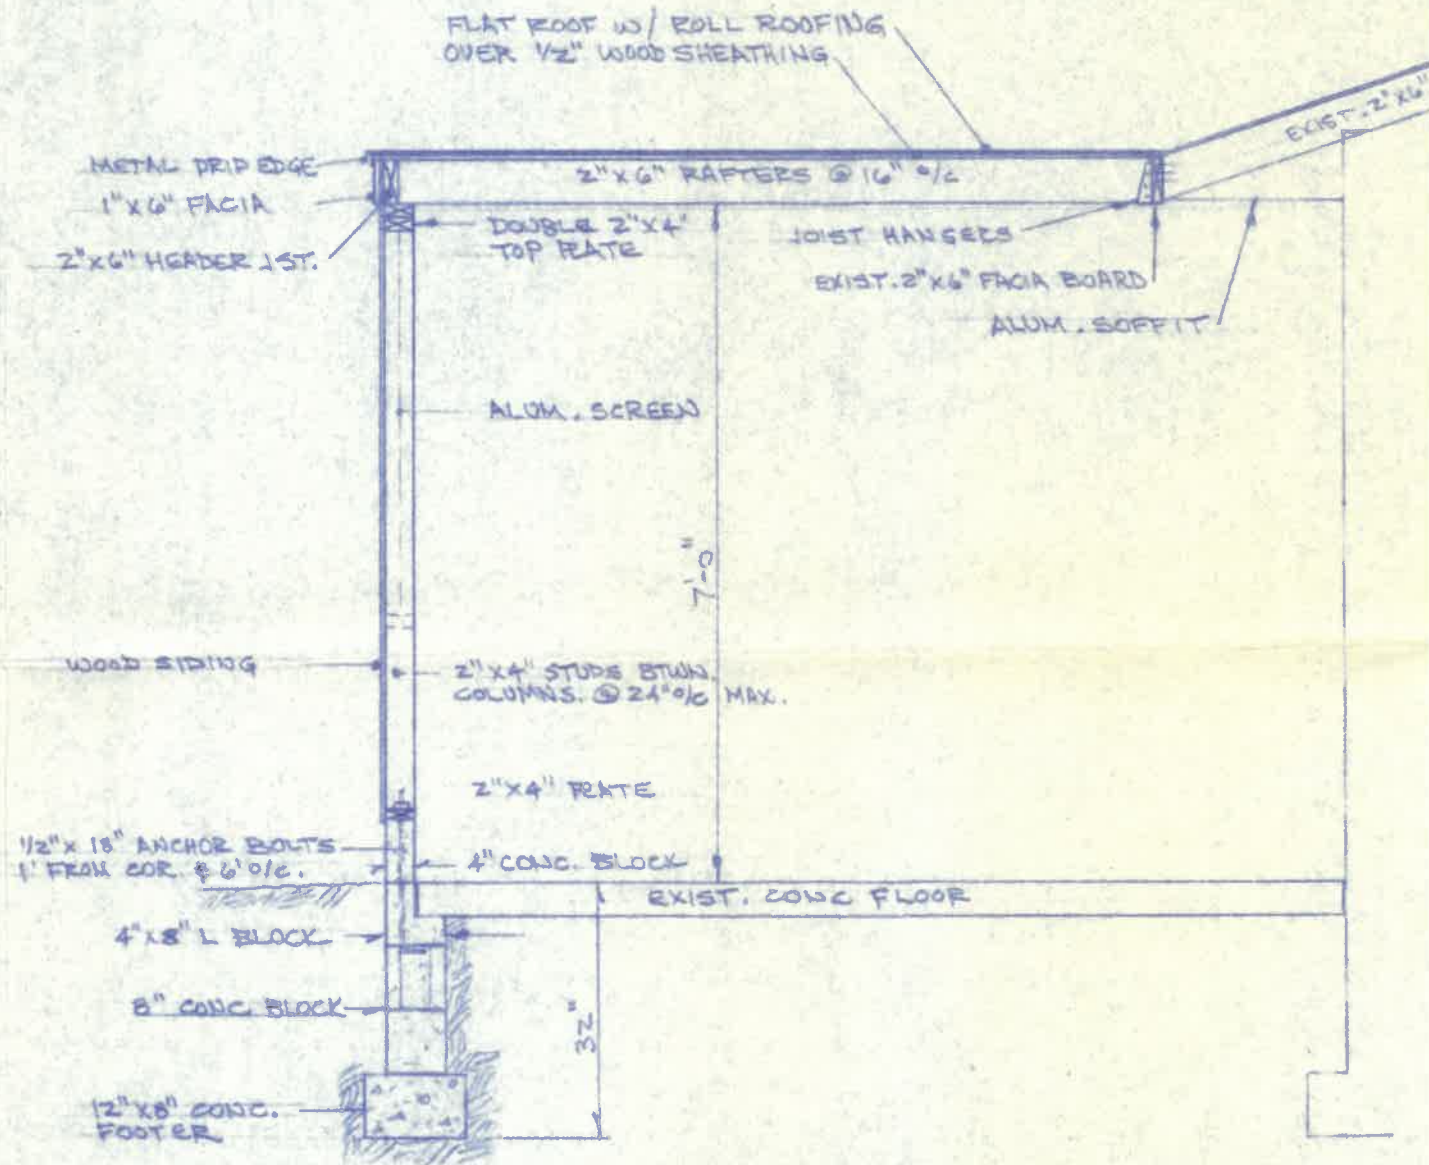 FLAT ROOF W/ ROLL ROOFING
OVER 1/2" WOOD SHEATHING
EXIST. 2"X6"
METAL DRIP EDGE
1"X6" FACIA
2"X6" HEADER JST.
2"X6" RAFTERS @ 16" o/c
DOUBLE 2"X4"
TOP PLATE
JOIST HANGERS
EXIST. 2"X6" FACIA BOARD
ALUM. SOFFIT
ALUM. SCREEN
7'-0"
WOOD SIDING
2"X4" STUDS BTWN.
COLUMNS. @ 24" o/c MAX.
2"X4" PLATE
1/2" X 18" ANCHOR BOLTS
1' FROM COR. & 6' o/c.
4" CONC. BLOCK
EXIST. CONC FLOOR
4"X8" L BLOCK
8" CONC BLOCK
32"
12"X8" CONC.
FOOTER